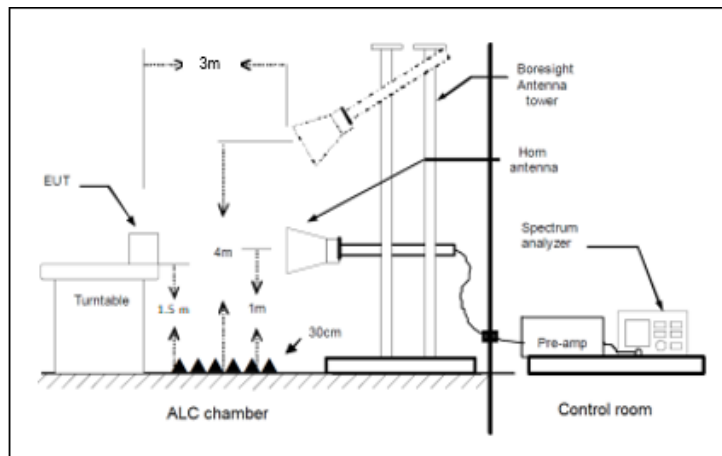 3m
Boresight
Antenna
tower
Horn
antenna
EUT
Spectrum
analyzer
4m
Turntable
1.5 m
1m
30cm
Pre-amp
ALC chamber
Control room